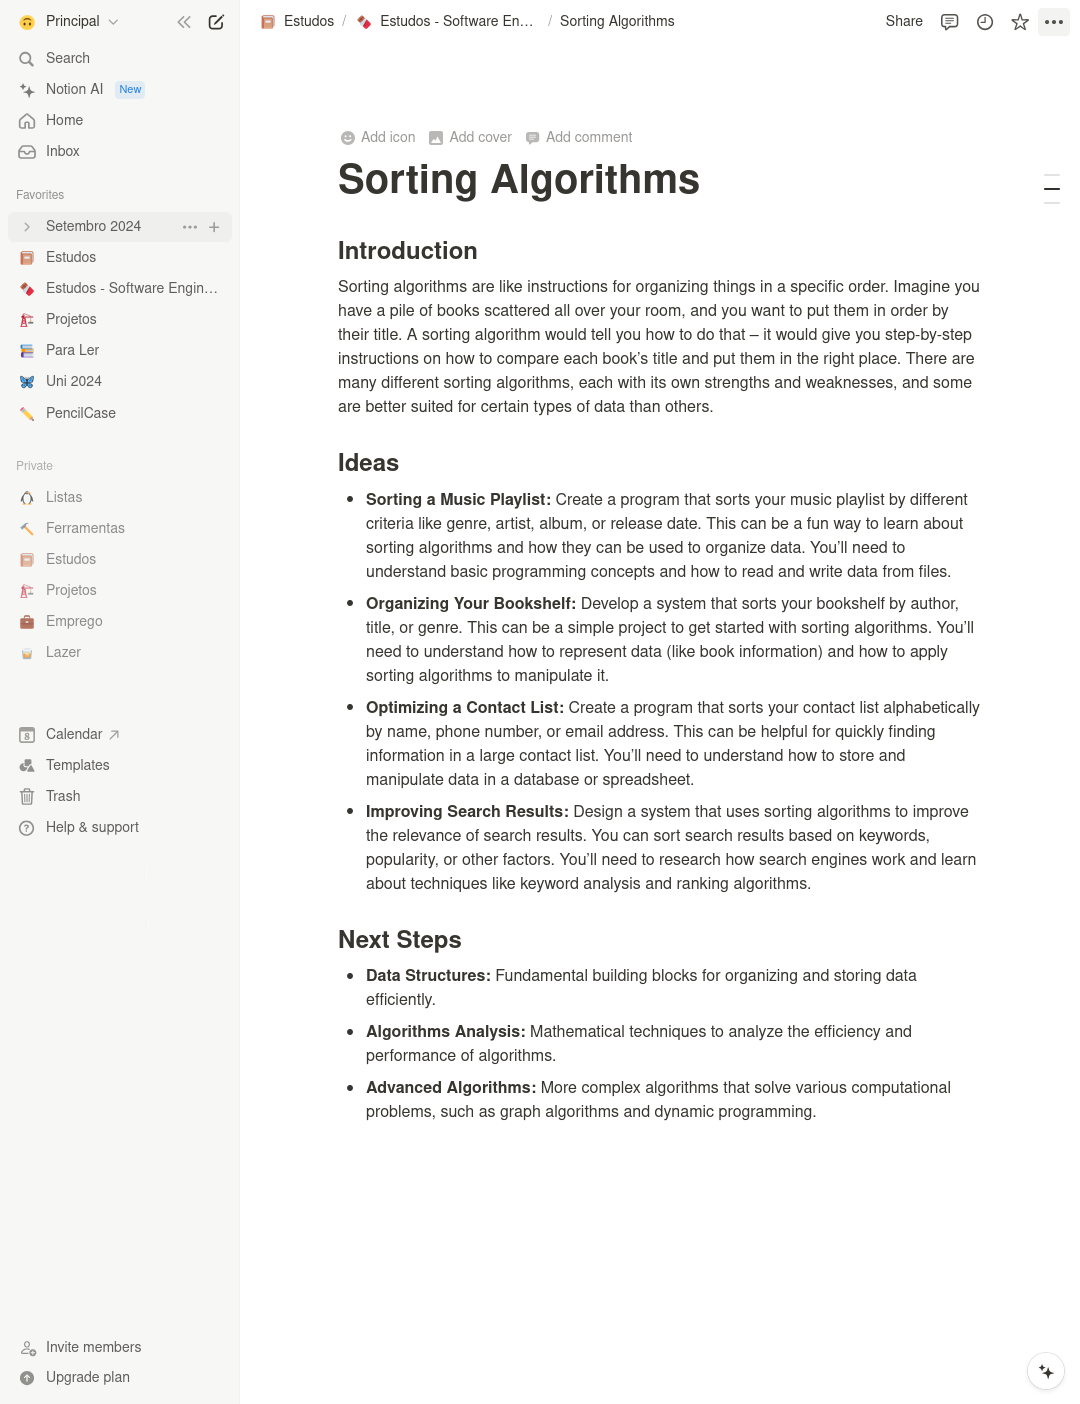 Principal
Search
Notion AI New
Home
Inbox
Favorites
Setembro 2024
Estudos
Estudos - Software Engin…
Projetos
Para Ler
Uni 2024
PencilCase
Private
Listas
Ferramentas
Estudos
Projetos
Emprego
Lazer
Calendar
Templates
Trash
Help & support
Invite members
Upgrade plan
Estudos / Estudos - Software En… / Sorting Algorithms
Share
Add icon Add cover Add comment
Sorting Algorithms
Introduction
Sorting algorithms are like instructions for organizing things in a specific order. Imagine you
have a pile of books scattered all over your room, and you want to put them in order by
their title. A sorting algorithm would tell you how to do that – it would give you step-by-step
instructions on how to compare each book’s title and put them in the right place. There are
many different sorting algorithms, each with its own strengths and weaknesses, and some
are better suited for certain types of data than others.
Ideas
• Sorting a Music Playlist: Create a program that sorts your music playlist by different
criteria like genre, artist, album, or release date. This can be a fun way to learn about
sorting algorithms and how they can be used to organize data. You’ll need to
understand basic programming concepts and how to read and write data from files.
• Organizing Your Bookshelf: Develop a system that sorts your bookshelf by author,
title, or genre. This can be a simple project to get started with sorting algorithms. You’ll
need to understand how to represent data (like book information) and how to apply
sorting algorithms to manipulate it.
• Optimizing a Contact List: Create a program that sorts your contact list alphabetically
by name, phone number, or email address. This can be helpful for quickly finding
information in a large contact list. You’ll need to understand how to store and
manipulate data in a database or spreadsheet.
• Improving Search Results: Design a system that uses sorting algorithms to improve
the relevance of search results. You can sort search results based on keywords,
popularity, or other factors. You’ll need to research how search engines work and learn
about techniques like keyword analysis and ranking algorithms.
Next Steps
• Data Structures: Fundamental building blocks for organizing and storing data
efficiently.
• Algorithms Analysis: Mathematical techniques to analyze the efficiency and
performance of algorithms.
• Advanced Algorithms: More complex algorithms that solve various computational
problems, such as graph algorithms and dynamic programming.